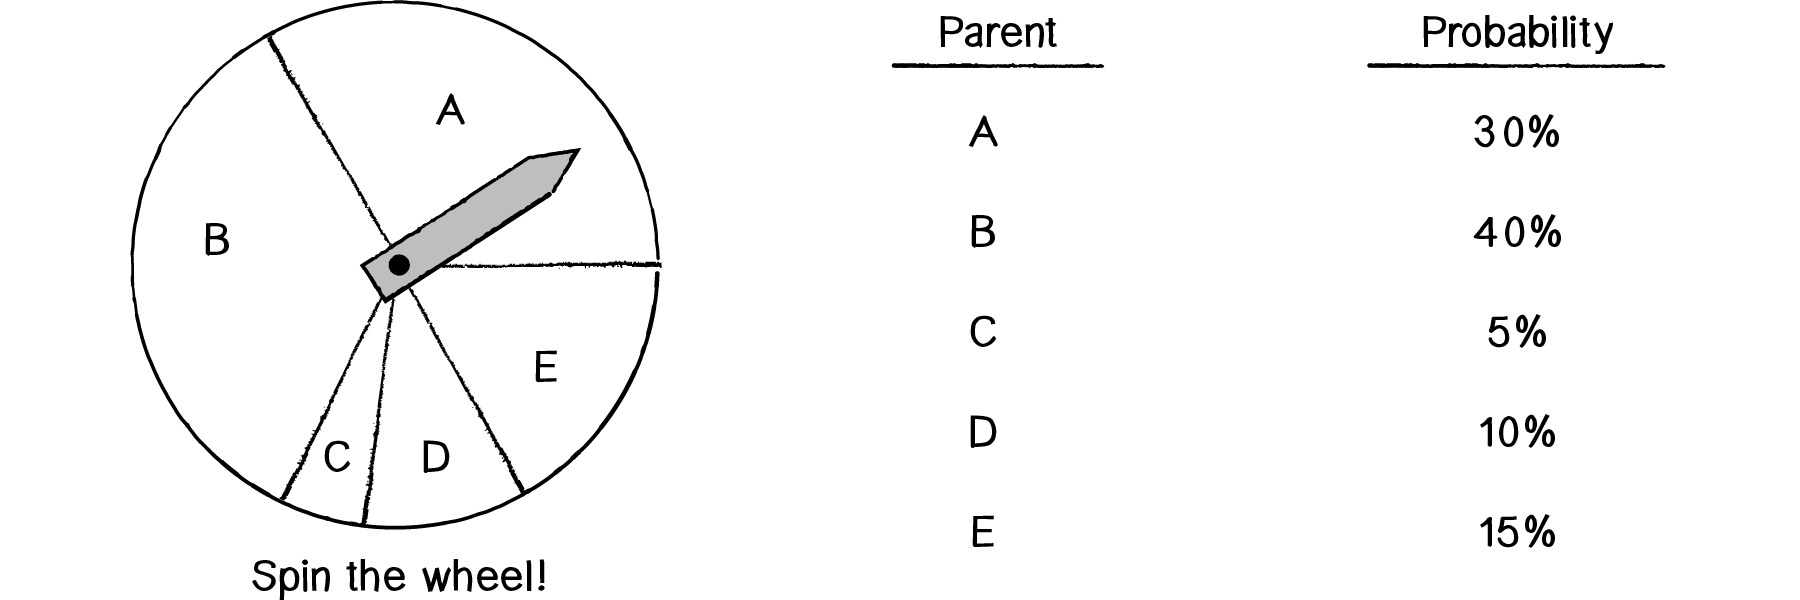 A
B
E
C D
Spin the wheel!
Parent Probability
A 30%
B 40%
C 5%
D 10%
E 15%